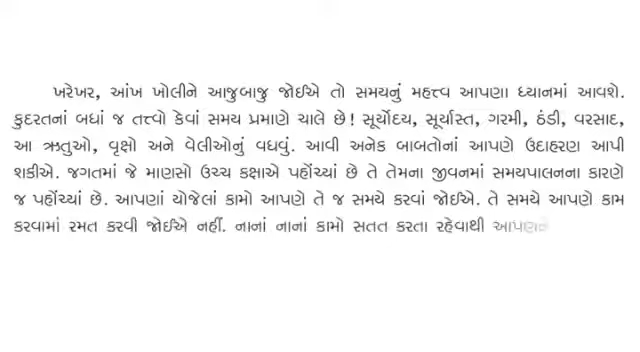 ખરેખર, આંખ ખોલીને આજુબાજુ જોઈએ તો સમયનું મહત્ત્વ આપણા ધ્યાનમાં આવશે.
કુદરતનાં બધાં જ તત્ત્વો કેવાં સમય પ્રમાણે ચાલે છે! સૂર્યોદય, સૂર્યાસ્ત, ગરમી, ઠંડી, વરસાદ,
આ ઋતુઓ, વૃક્ષો અને વેલીઓનું વધવું. આવી અનેક બાબતોનાં આપણે ઉદાહરણ આપી
શકીએ. જગતમાં જે માણસો ઉચ્ચ કક્ષાએ પહોંચ્યાં છે તે તેમના જીવનમાં સમયપાલનના કારણે
જ પહોંચ્યાં છે. આપણાં યોજેલાં કામો આપણે તે જ સમયે કરવાં જોઈએ. તે સમયે આપણે કામ
કરવામાં રમત કરવી જોઈએ નહીં. નાનાં નાનાં કામો સતત કરતા રહેવાથી